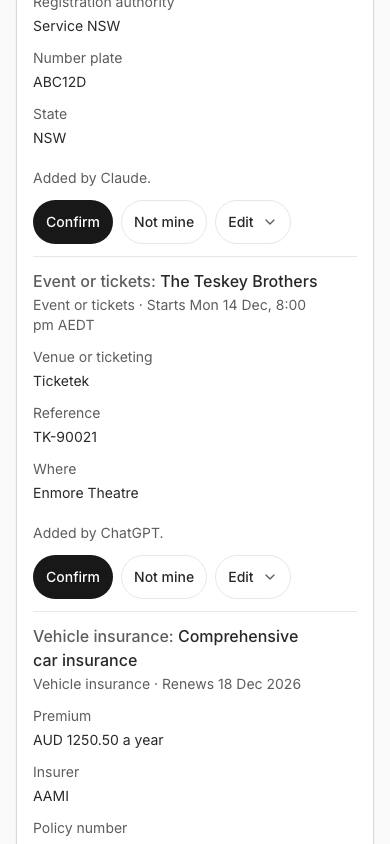 Registration authority
Service NSW
Number plate
ABC12D
State
NSW
Added by Claude.
Confirm
Not mine
Edit
Event or tickets: The Teskey Brothers
Event or tickets · Starts Mon 14 Dec, 8:00
pm AEDT
Venue or ticketing
Ticketek
Reference
TK-90021
Where
Enmore Theatre
Added by ChatGPT.
Confirm
Not mine
Edit
Vehicle insurance: Comprehensive
car insurance
Vehicle insurance · Renews 18 Dec 2026
Premium
AUD 1250.50 a year
Insurer
AAMI
Policy number